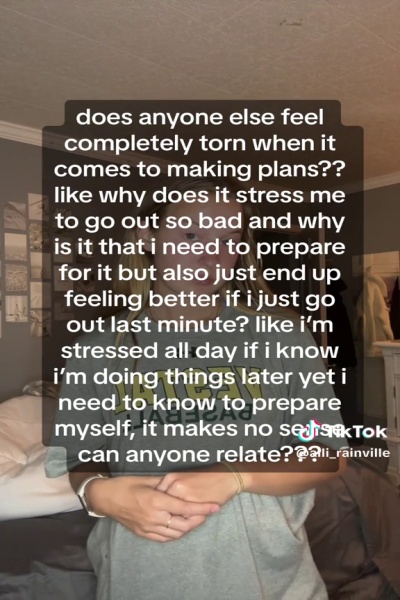 does anyone else feel
completely torn when it
comes to making plans??
like why does it stress me
to go out so bad and why
is it that i need to prepare
for it but also just end up
feeling better if i just go
out last minute? like i'm
stressed all day if i know
i'm doing things later yet i
need to know to prepare
myself, it makes no sense
can anyone relate???
TikTok
@alli_rainville
BASEBALL